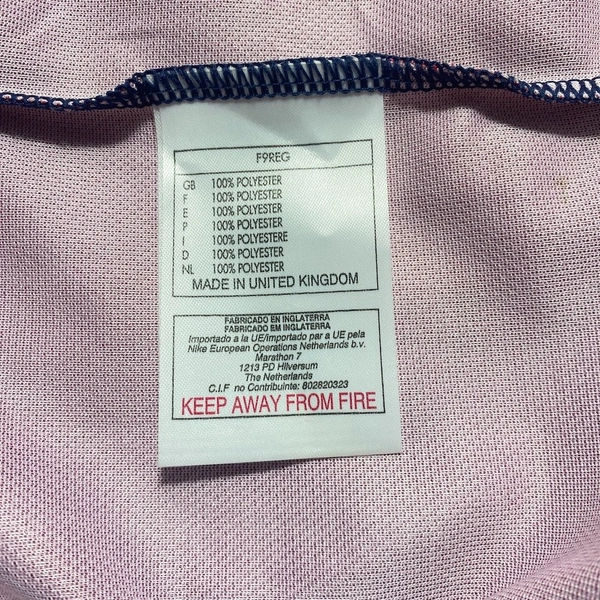 F9REG
GB 100% POLYESTER
F 100% POLYESTER
E 100% POLYESTER
P 100% POLYESTER
I 100% POLIESTERE
D 100% POLYESTER
NL 100% POLYESTER
MADE IN UNITED KINGDOM
FABRICADO EN INGLATERRA
FABRICADO EM INGLATERRA
Importado a la UE/importado par a UE pela
Nike European Operations Netherlands b.v.
Marathon 7
1213 PD Hilversum
The Netherlands
C.I.F no Contribuinte: 802820323
KEEP AWAY FROM FIRE